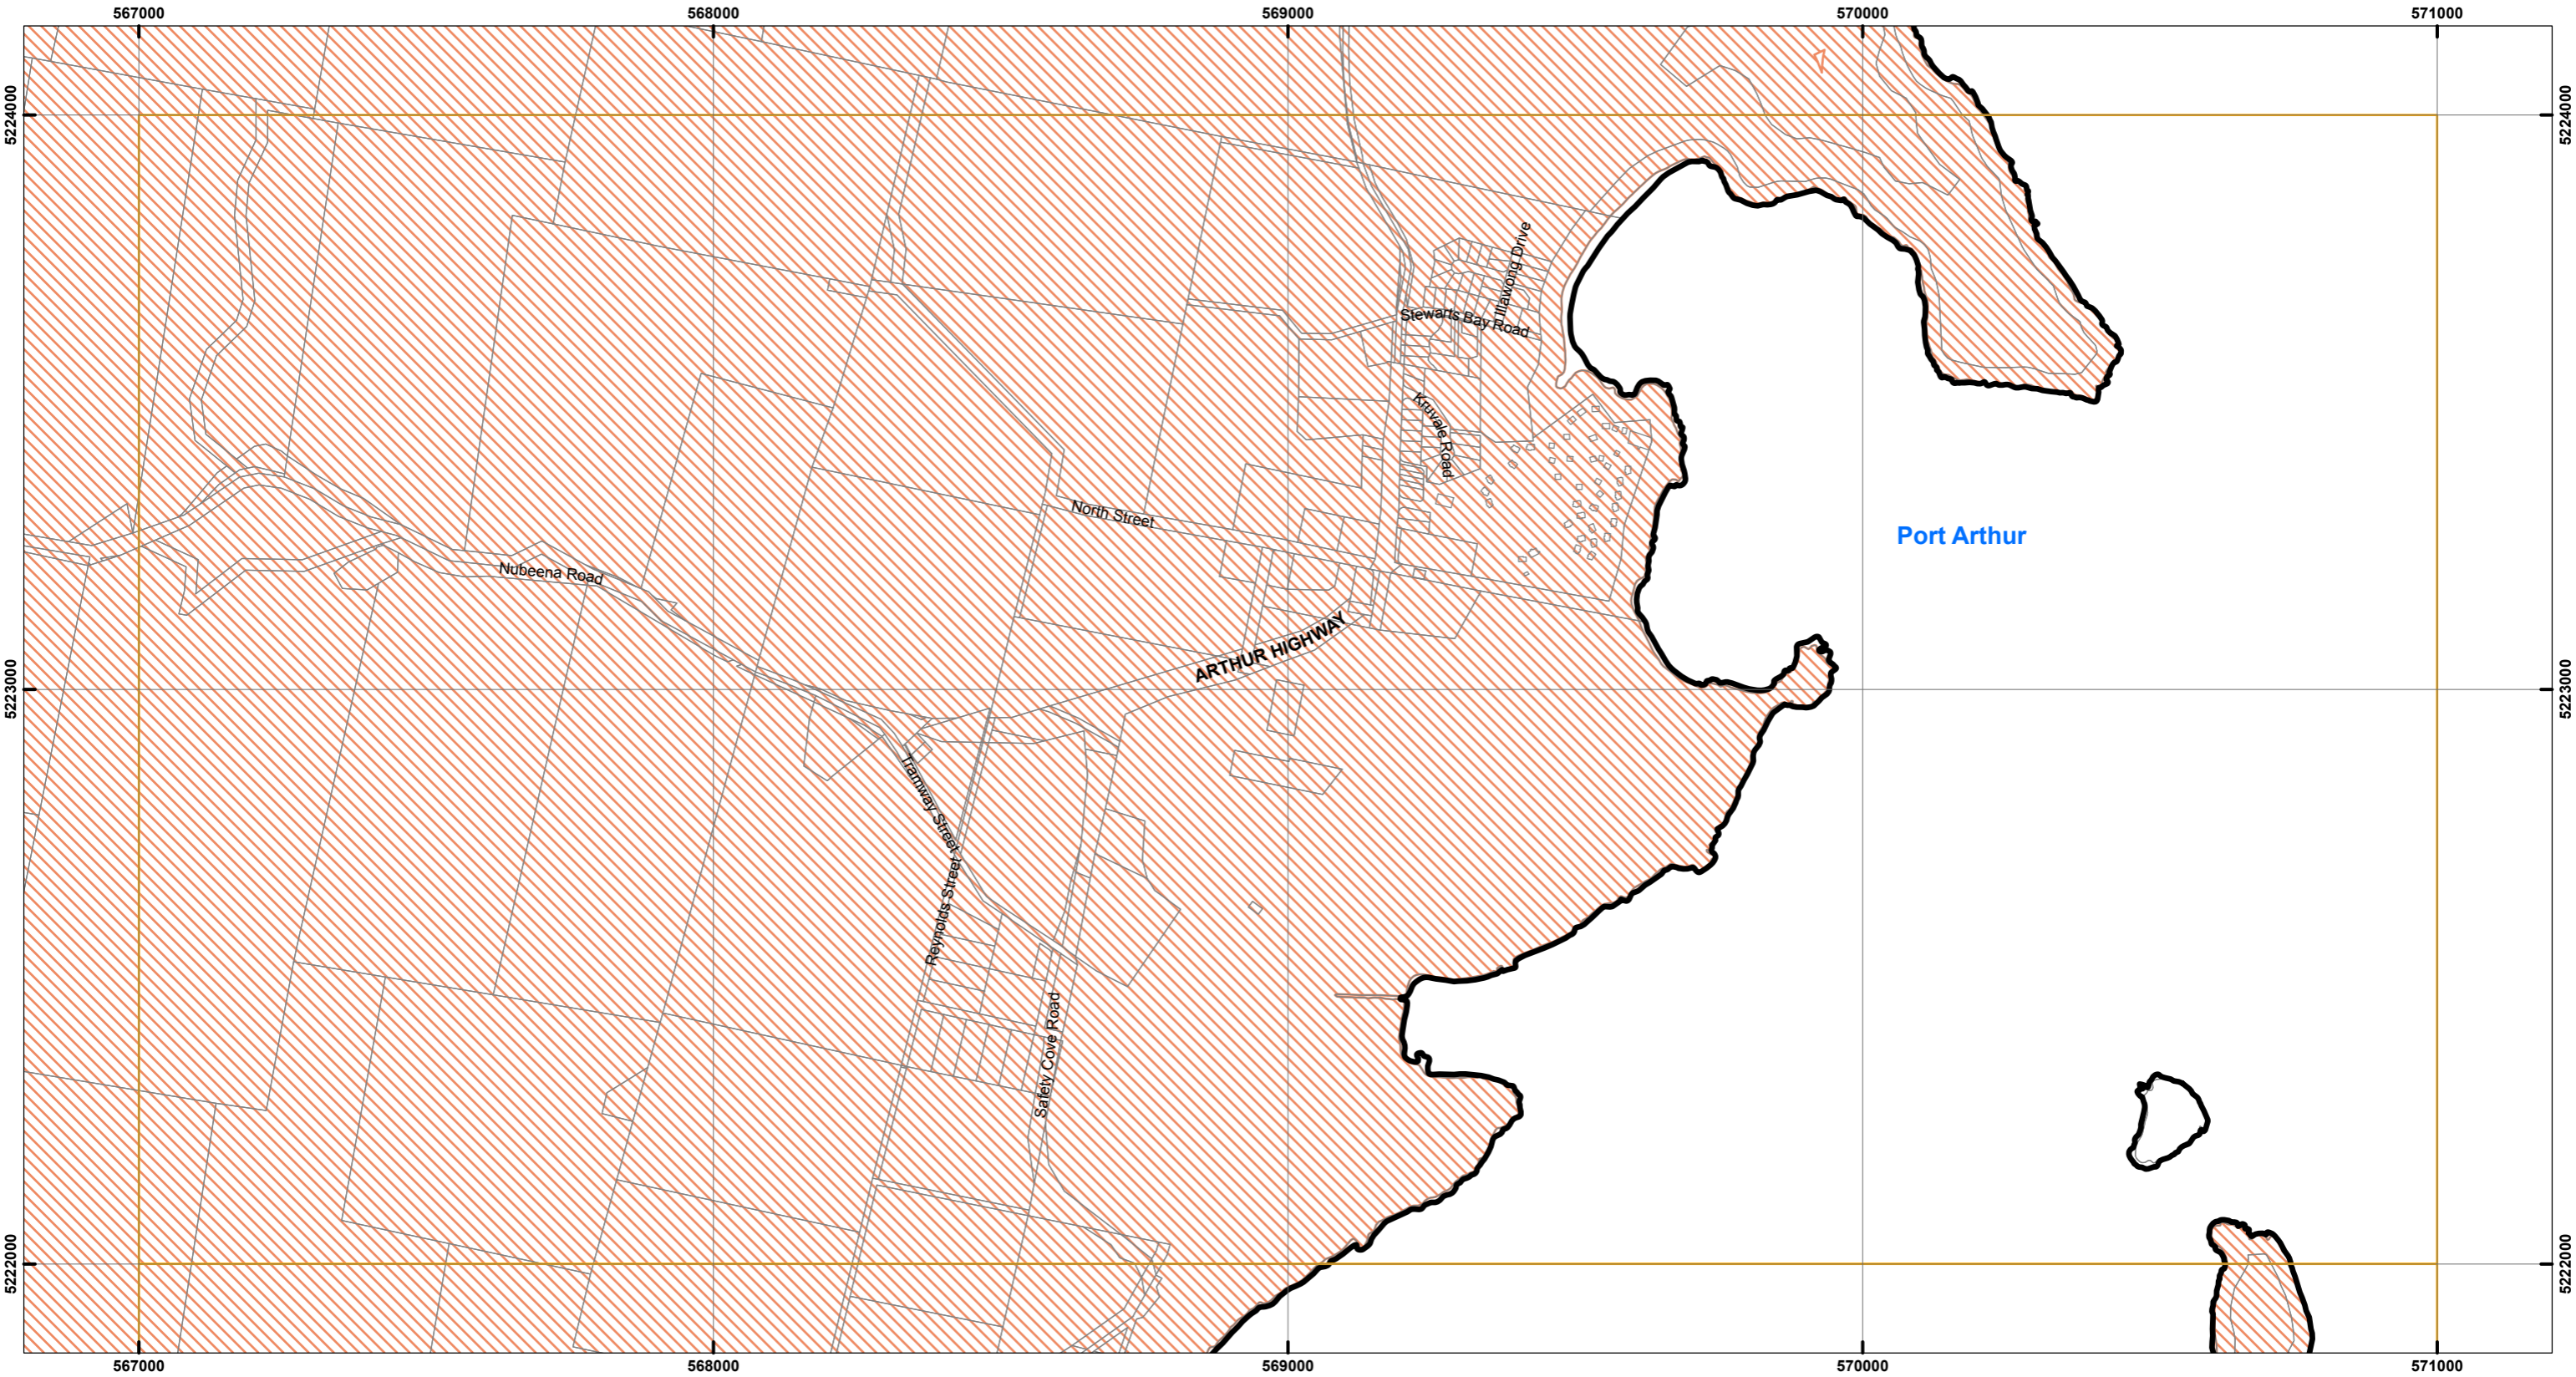 567000
568000
569000
570000
571000
5224000
5224000
Illawong Drive
Stewarts Bay Road
Kruvale Road
North Street
Port Arthur
Nubeena Road
ARTHUR HIGHWAY
5223000
5223000
Tramway Street
Reynolds Street
Safety Cove Road
5222000
5222000
567000
568000
569000
570000
571000